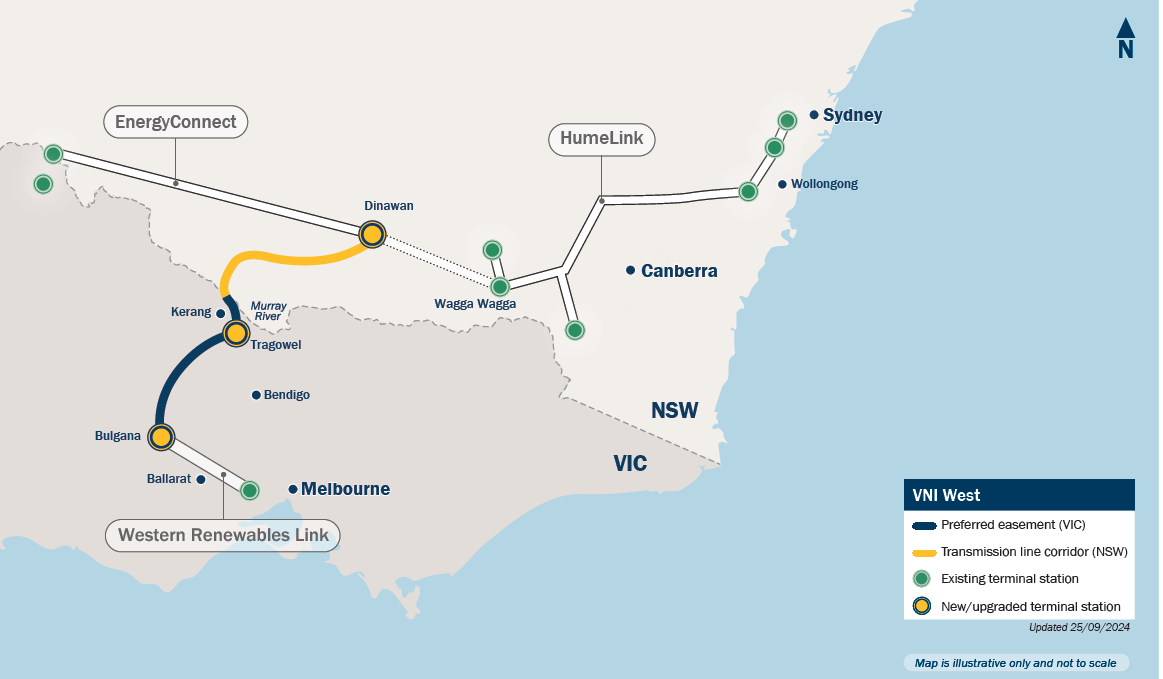 N
EnergyConnect
HumeLink
Sydney
Wollongong
Dinawan
Canberra
Wagga Wagga
Kerang
Murray
River
Tragowel
Bendigo
NSW
Bulgana
VIC
Ballarat
Melbourne
Western Renewables Link
VNI West
Preferred easement (VIC)
Transmission line corridor (NSW)
Existing terminal station
New/upgraded terminal station
Updated 25/09/2024
Map is illustrative only and not to scale